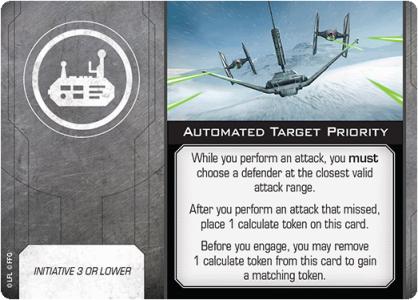 AUTOMATED TARGET PRIORITY
While you perform an attack, you must
choose a defender at the closest valid
attack range.
After you perform an attack that missed,
place 1 calculate token on this card.
Before you engage, you may remove
1 calculate token from this card to gain
a matching token.
INITIATIVE 3 OR LOWER
© LFL © FFG